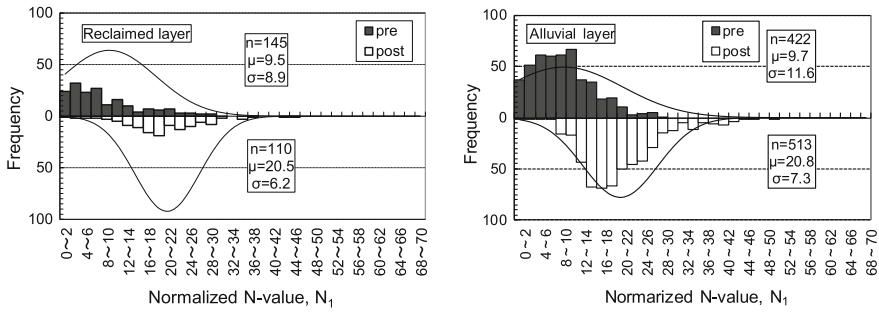 100
50
0
50
100
Frequency
Reclaimed layer
pre
post
n=145
μ=9.5
σ=8.9
n=110
μ=20.5
σ=6.2
0~2
4~6
8~10
12~14
16~18
20~22
24~26
28~30
32~34
36~38
40~42
44~46
48~50
52~54
56~58
60~62
64~66
68~70
Normalized N-value, N₁
100
50
0
50
100
Frequency
Alluvial layer
pre
post
n=422
μ=9.7
σ=11.6
n=513
μ=20.8
σ=7.3
0~2
4~6
8~10
12~14
16~18
20~22
24~26
28~30
32~34
36~38
40~42
44~46
48~50
52~54
56~58
60~62
64~66
68~70
Normarized N-value, N₁